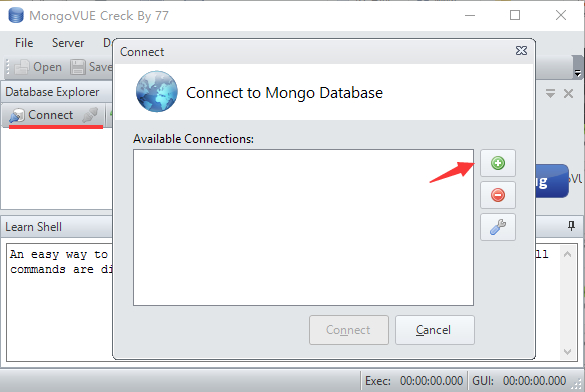 MongoVUE Creck By 77
File Server D
Open Save
Connect
Database Explorer
Connect to Mongo Database
Connect
Available Connections:
ug
VU
Learn Shell
An easy way to
ll
commands are di
Connect Cancel
Exec: 00:00:00.000 GUI: 00:00:00.000